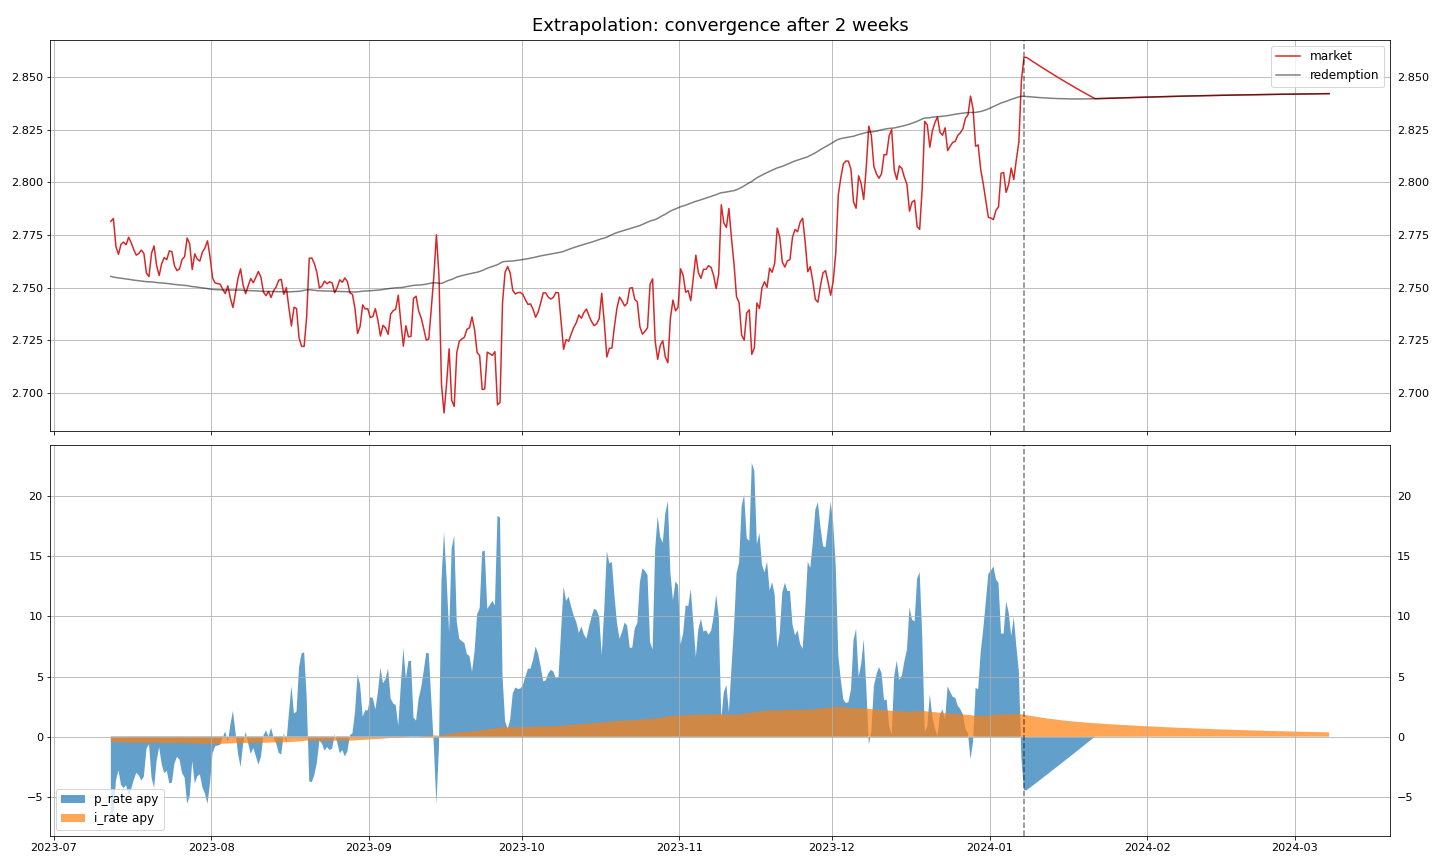 Extrapolation: convergence after 2 weeks
market
redemption
2.850 2.850
2.825 2.825
2.800 2.800
2.775 2.775
2.750 2.750
2.725 2.725
2.700 2.700
20 20
15 15
10 10
5 5
0 0
−5 −5
p_rate apy
i_rate apy
2023-07 2023-08 2023-09 2023-10 2023-11 2023-12 2024-01 2024-02 2024-03